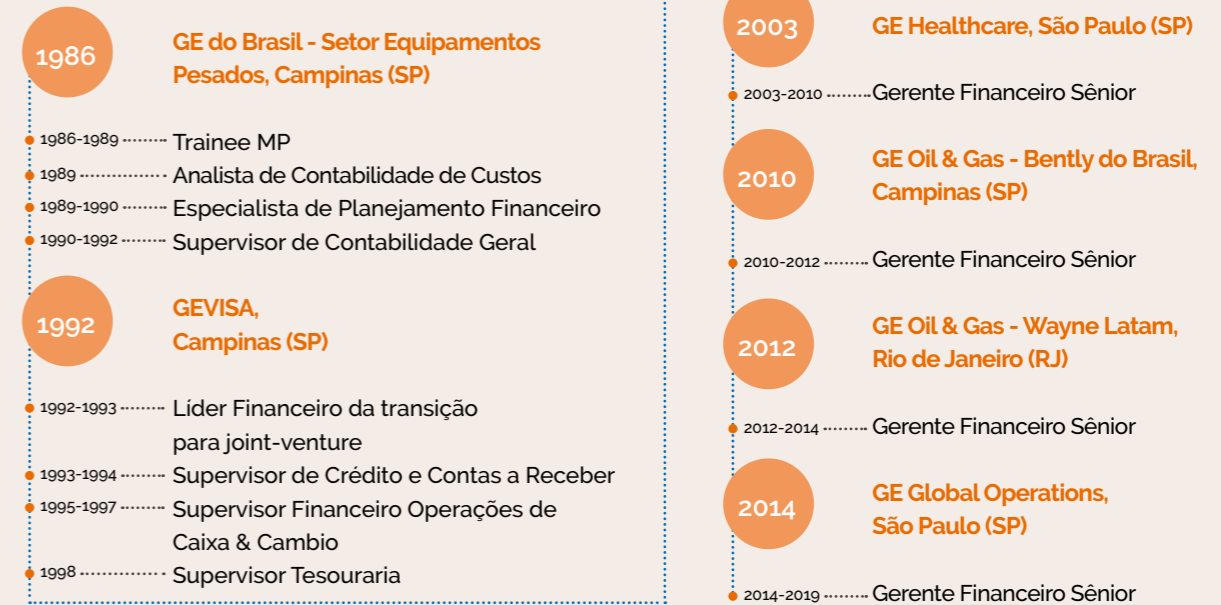 1986
GE do Brasil - Setor Equipamentos
Pesados, Campinas (SP)
1986-1989 ........ Trainee MP
1989 ................ Analista de Contabilidade de Custos
1989-1990 ........ Especialista de Planejamento Financeiro
1990-1992 ........ Supervisor de Contabilidade Geral
1992
GEVISA,
Campinas (SP)
1992-1993 ........ Líder Financeiro da transição
para joint-venture
1993-1994 ........ Supervisor de Crédito e Contas a Receber
1995-1997 ........ Supervisor Financeiro Operações de
Caixa & Cambio
1998 ................ Supervisor Tesouraria
2003
GE Healthcare, São Paulo (SP)
2003-2010 ........ Gerente Financeiro Sênior
2010
GE Oil & Gas - Bently do Brasil,
Campinas (SP)
2010-2012 ........ Gerente Financeiro Sênior
2012
GE Oil & Gas - Wayne Latam,
Rio de Janeiro (RJ)
2012-2014 ........ Gerente Financeiro Sênior
2014
GE Global Operations,
São Paulo (SP)
2014-2019 ........ Gerente Financeiro Sênior